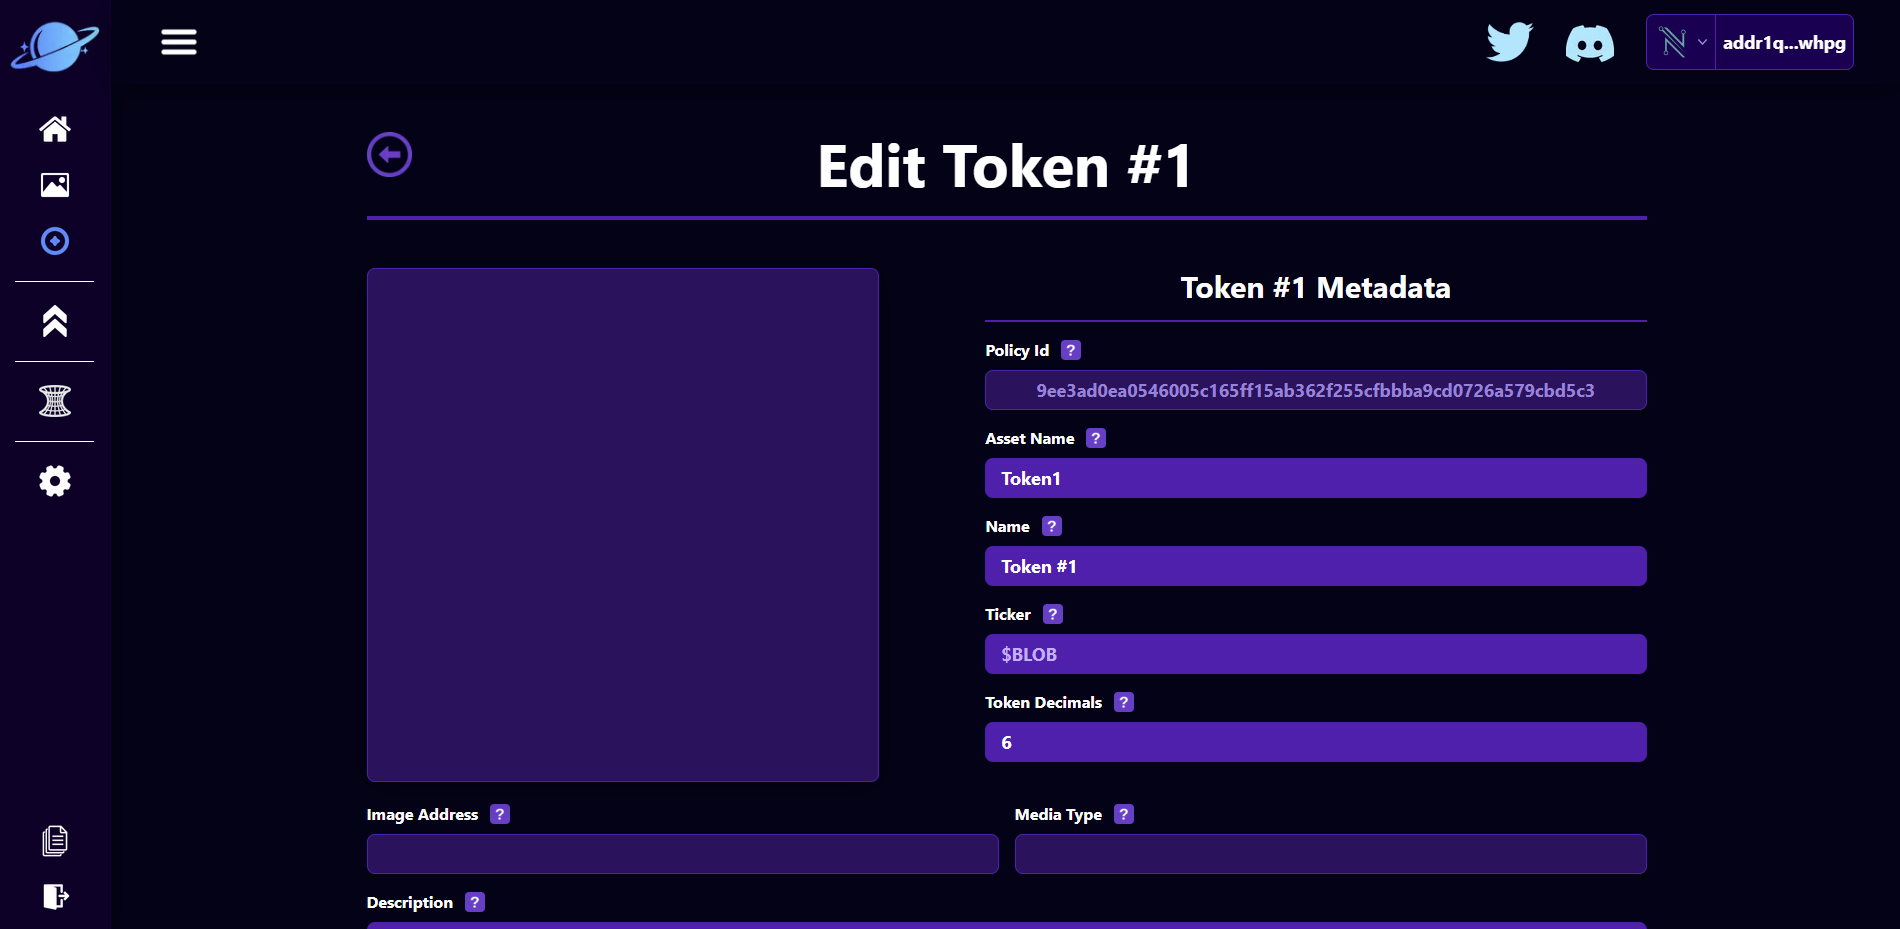 addr1q...whpg
Edit Token #1
Token #1 Metadata
Policy Id ?
9ee3ad0ea0546005c165ff15ab362f255cfbbba9cd0726a579cbd5c3
Asset Name ?
Token1
Name ?
Token #1
Ticker ?
$BLOB
Token Decimals ?
6
Image Address ?
Media Type ?
Description ?